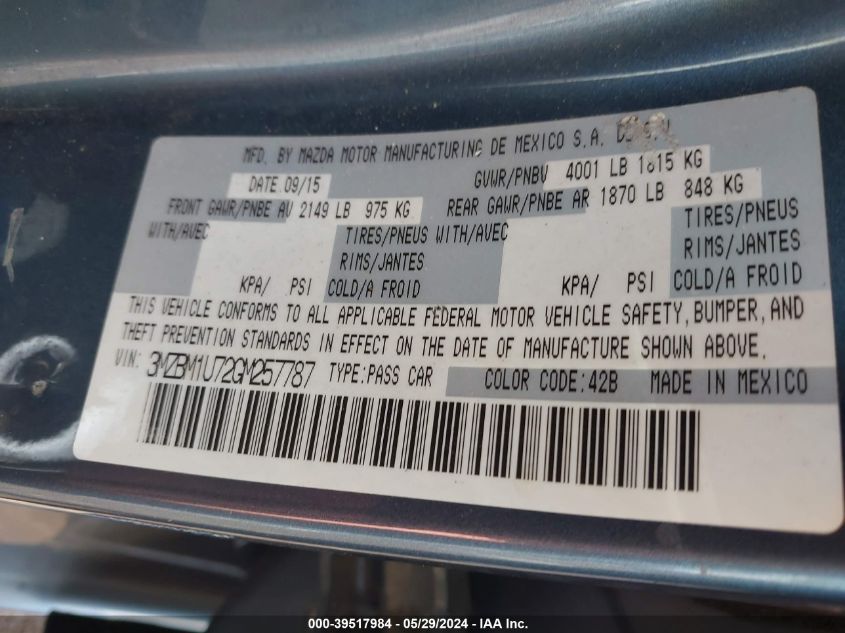 MFD. BY MAZDA MOTOR MANUFACTURING DE MEXICO S.A.
DATE 09/15 GVWR/PNBV 4001 LB 1815 KG
FRONT GAWR/PNBE AV 2149 LB 975 KG REAR GAWR/PNBE AR 1870 LB 848 KG
WITH/AVEC TIRES/PNEUS WITH/AVEC TIRES/PNEUS
RIMS/JANTES RIMS/JANTES
KPA/ PSI COLD/A FROID KPA/ PSI COLD/A FROID
THIS VEHICLE CONFORMS TO ALL APPLICABLE FEDERAL MOTOR VEHICLE SAFETY, BUMPER, AND
THEFT PREVENTION STANDARDS IN EFFECT ON THE DATE OF MANUFACTURE SHOWN ABOVE.
VIN: 3MZBM1U72GM257787 TYPE:PASS CAR COLOR CODE:42B MADE IN MEXICO
000-39517984 - 05/29/2024 - IAA Inc.